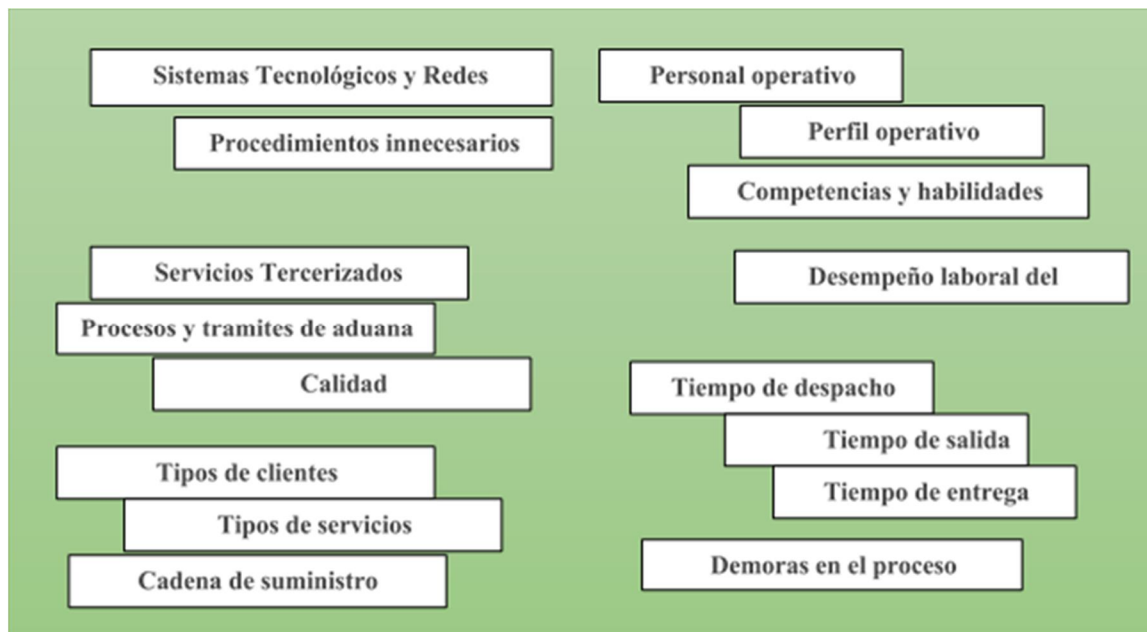 Sistemas Tecnológicos y Redes
Procedimientos innecesarios
Servicios Tercerizados
Procesos y tramites de aduana
Calidad
Tipos de clientes
Tipos de servicios
Cadena de suministro
Personal operativo
Perfil operativo
Competencias y habilidades
Desempeño laboral del
Tiempo de despacho
Tiempo de salida
Tiempo de entrega
Demoras en el proceso